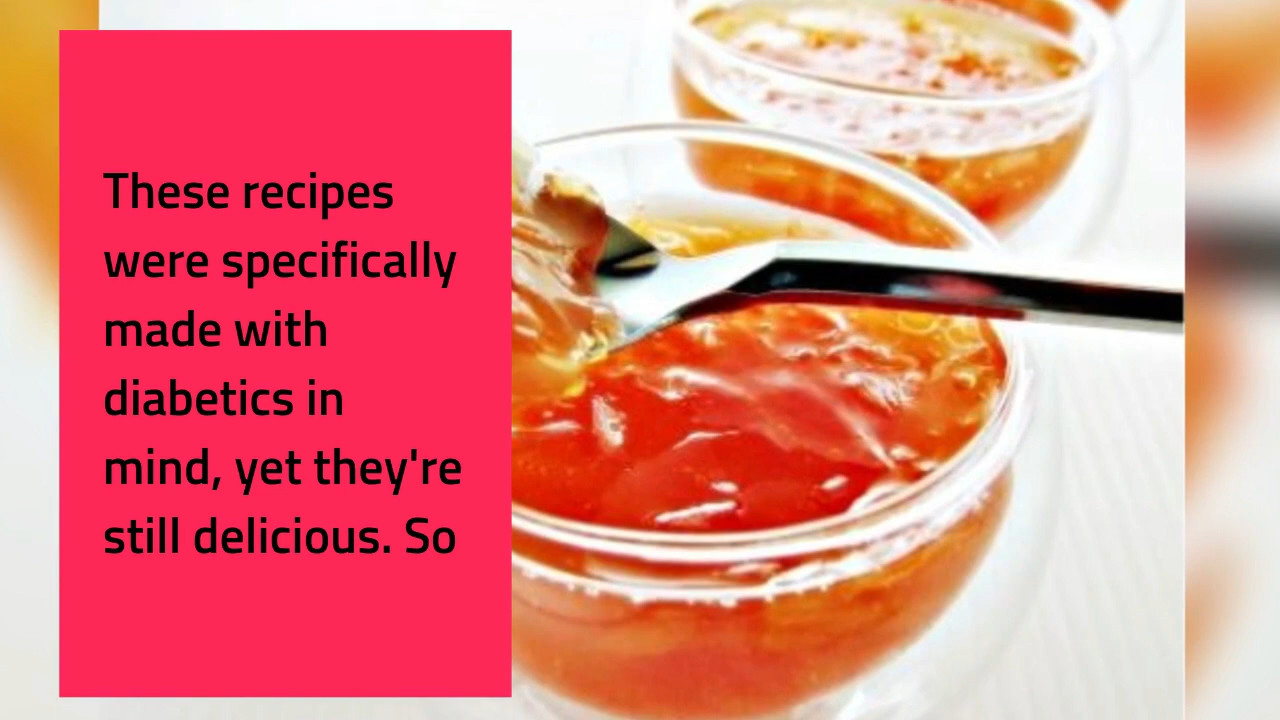 These recipes
were specifically
made with
diabetics in
mind, yet they're
still delicious. So